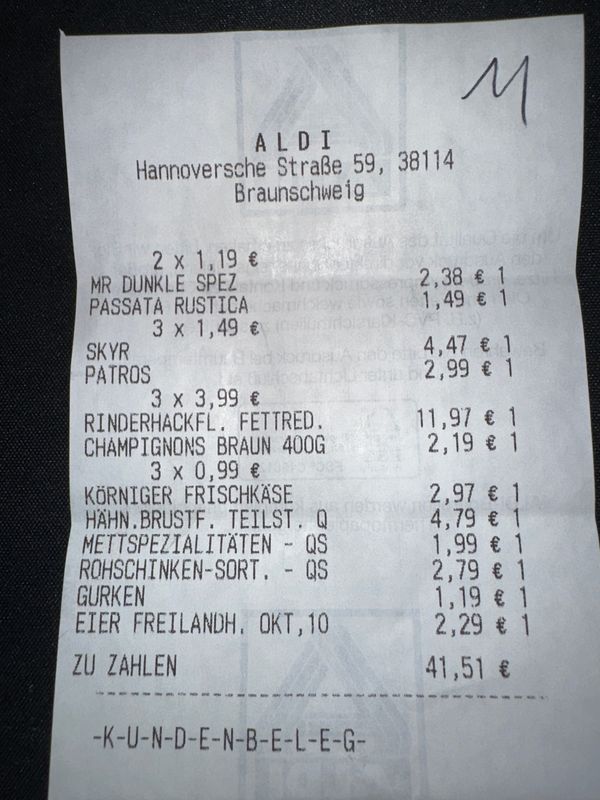 M
ALDI
Hannoversche Straße 59, 38114
Braunschweig
2 x 1,19 €
MR DUNKLE SPEZ 2,38 € 1
PASSATA RUSTICA 1,49 € 1
3 x 1,49 €
SKYR 4,47 € 1
PATROS 2,99 € 1
3 x 3,99 €
RINDERHACKFL. FETTRED. 11,97 € 1
CHAMPIGNONS BRAUN 400G 2,19 € 1
3 x 0,99 €
KÖRNIGER FRISCHKÄSE 2,97 € 1
HÄHN.BRUSTF. TEILST. Q 4,79 € 1
METTSPEZIALITÄTEN - QS 1,99 € 1
ROHSCHINKEN-SORT. - QS 2,79 € 1
GURKEN 1,19 € 1
EIER FREILANDH. OKT,10 2,29 € 1
ZU ZAHLEN 41,51 €
-K-U-N-D-E-N-B-E-L-E-G-